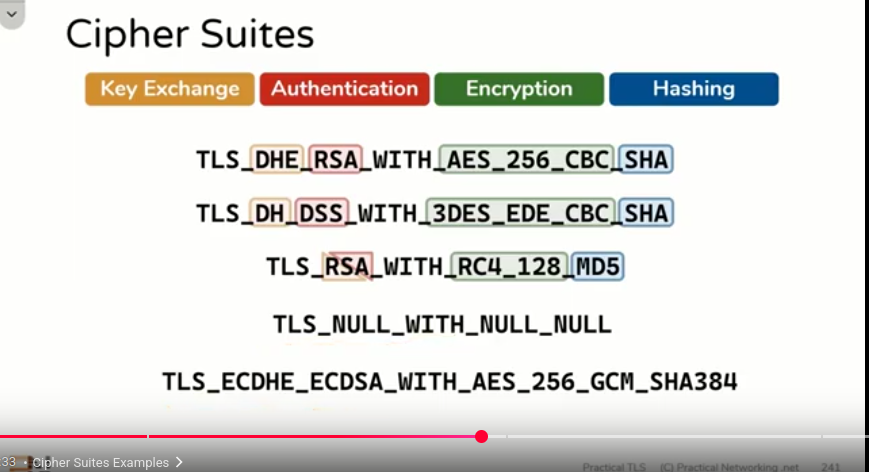 Cipher Suites
Key Exchange Authentication Encryption Hashing
TLS_DHE_RSA_WITH_AES_256_CBC_SHA
TLS_DH_DSS_WITH_3DES_EDE_CBC_SHA
TLS_RSA_WITH_RC4_128_MD5
TLS_NULL_WITH_NULL_NULL
TLS_ECDHE_ECDSA_WITH_AES_256_GCM_SHA384
:33 • Cipher Suites Examples
Practical TLS (C) Practical Networking .net 241